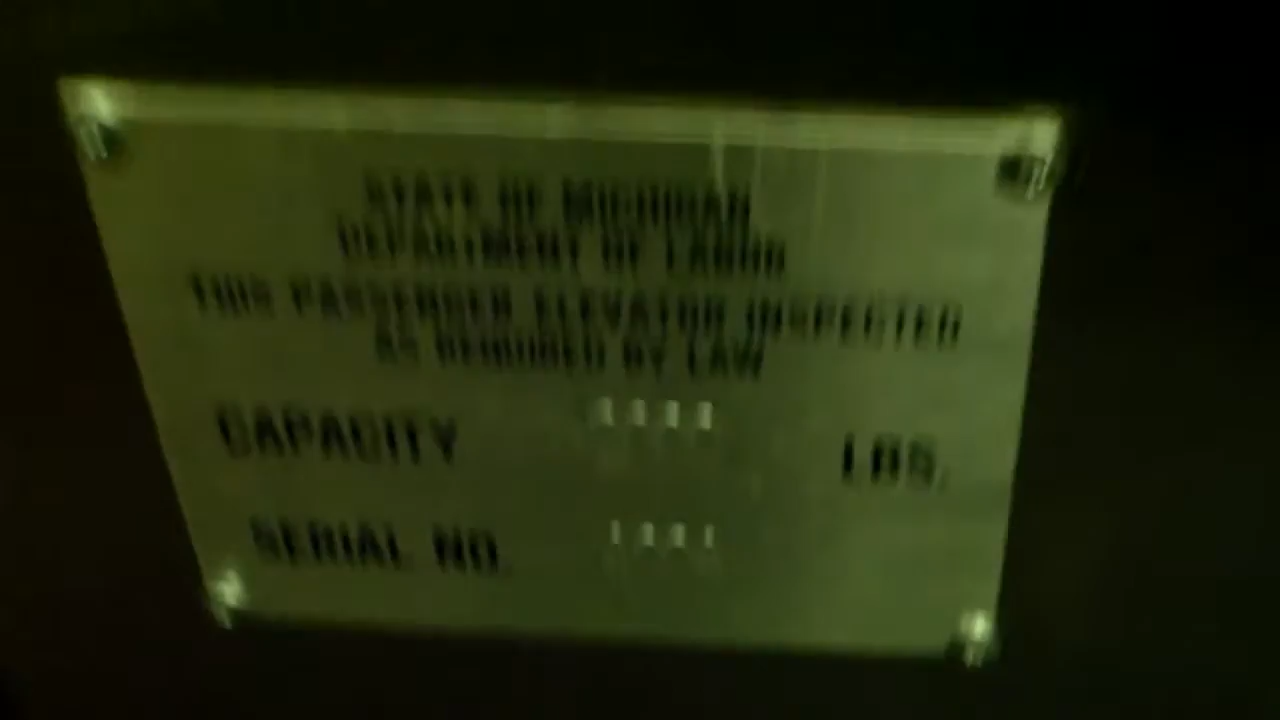 STATE OF MICHIGAN
DEPARTMENT OF LABOR
THIS PASSENGER ELEVATOR INSPECTED
AS REQUIRED BY LAW
CAPACITY LBS.
SERIAL NO.